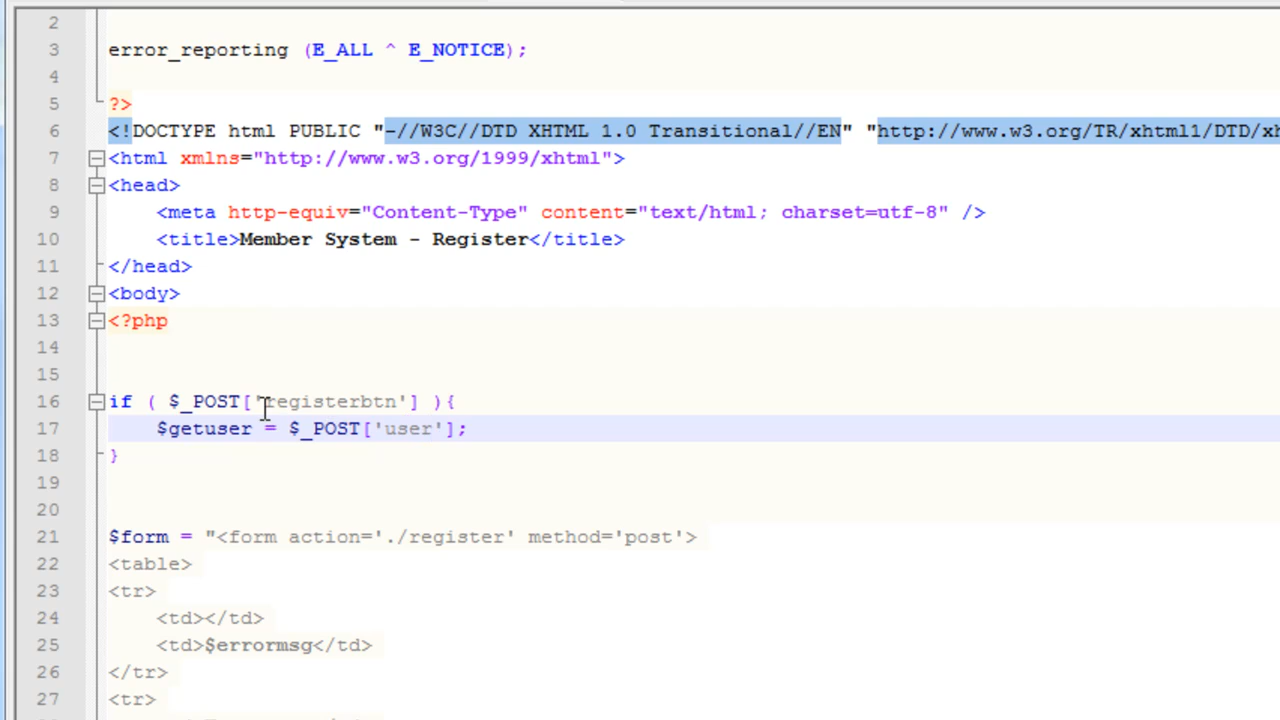 2
3 error_reporting (E_ALL ^ E_NOTICE);
4
5 ?>
6 <!DOCTYPE html PUBLIC "-//W3C//DTD XHTML 1.0 Transitional//EN" "http://www.w3.org/TR/xhtml1/DTD/xh
7 <html xmlns="http://www.w3.org/1999/xhtml">
8 <head>
9 <meta http-equiv="Content-Type" content="text/html; charset=utf-8" />
10 <title>Member System - Register</title>
11 </head>
12 <body>
13 <?php
14
15
16 if ( $_POST['registerbtn'] ){
17 $getuser = $_POST['user'];
18 }
19
20
21 $form = "<form action='./register' method='post'>
22 <table>
23 <tr>
24 <td></td>
25 <td>$errormsg</td>
26 </tr>
27 <tr>